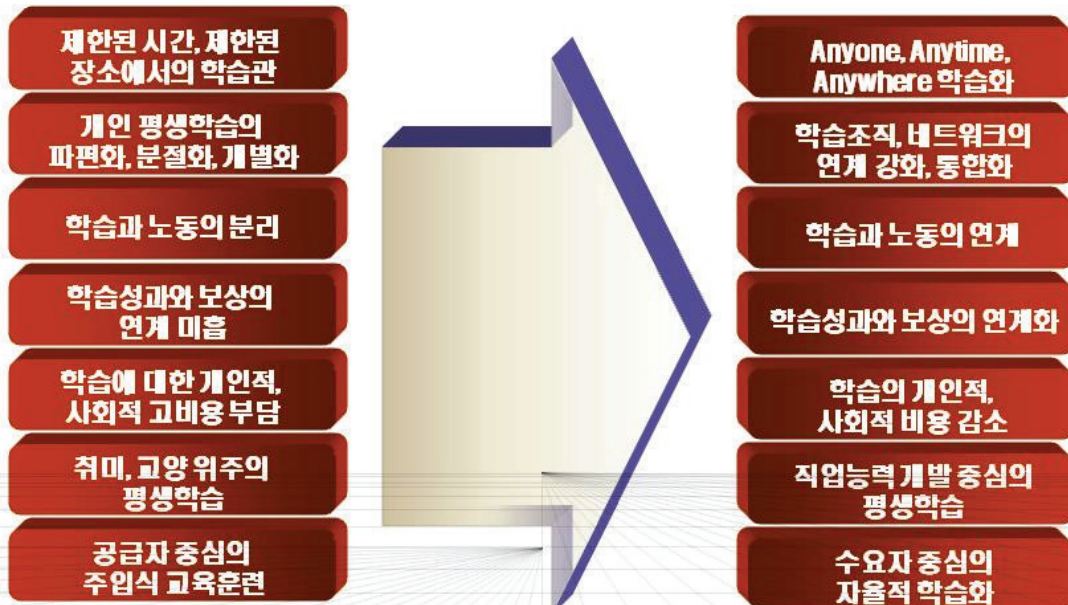 제한된 시간, 제한된
장소에서의 학습관
개인 평생학습의
파편화, 분절화, 개별화
학습과 노동의 분리
학습성과와 보상의
연계 미흡
학습에 대한 개인적,
사회적 고비용 부담
취미, 교양 위주의
평생학습
공급자 중심의
주입식 교육훈련
Anyone, Anytime,
Anywhere 학습화
학습조직, 네트워크의
연계 강화, 통합화
학습과 노동의 연계
학습성과와 보상의 연계화
학습의 개인적,
사회적 비용 감소
직업능력 개발 중심의
평생학습
수요자 중심의
자율적 학습화